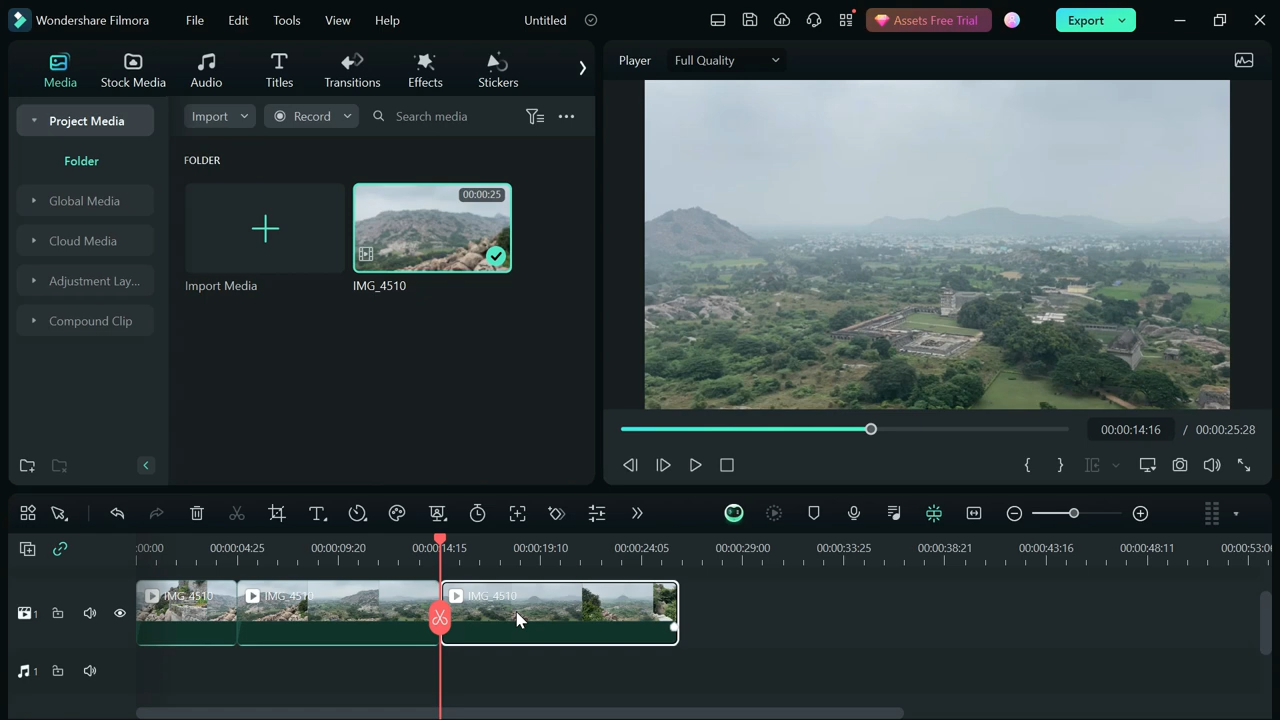 Wondershare Filmora File Edit Tools View Help Untitled Assets Free Trial Export
Media Stock Media Audio Titles Transitions Effects Stickers
Player Full Quality
Project Media
Import Record Search media
Folder
FOLDER
Global Media
00:00:25
Cloud Media
Adjustment Lay...
Import Media IMG_4510
Compound Clip
00:00:14:16 / 00:00:25:28
:00:00 00:00:04:25 00:00:09:20 00:00:14:15 00:00:19:10 00:00:24:05 00:00:29:00 00:00:33:25 00:00:38:21 00:00:43:16 00:00:48:11 00:00:53:0
IMG_4510 IMG_4510 IMG_4510
1
1